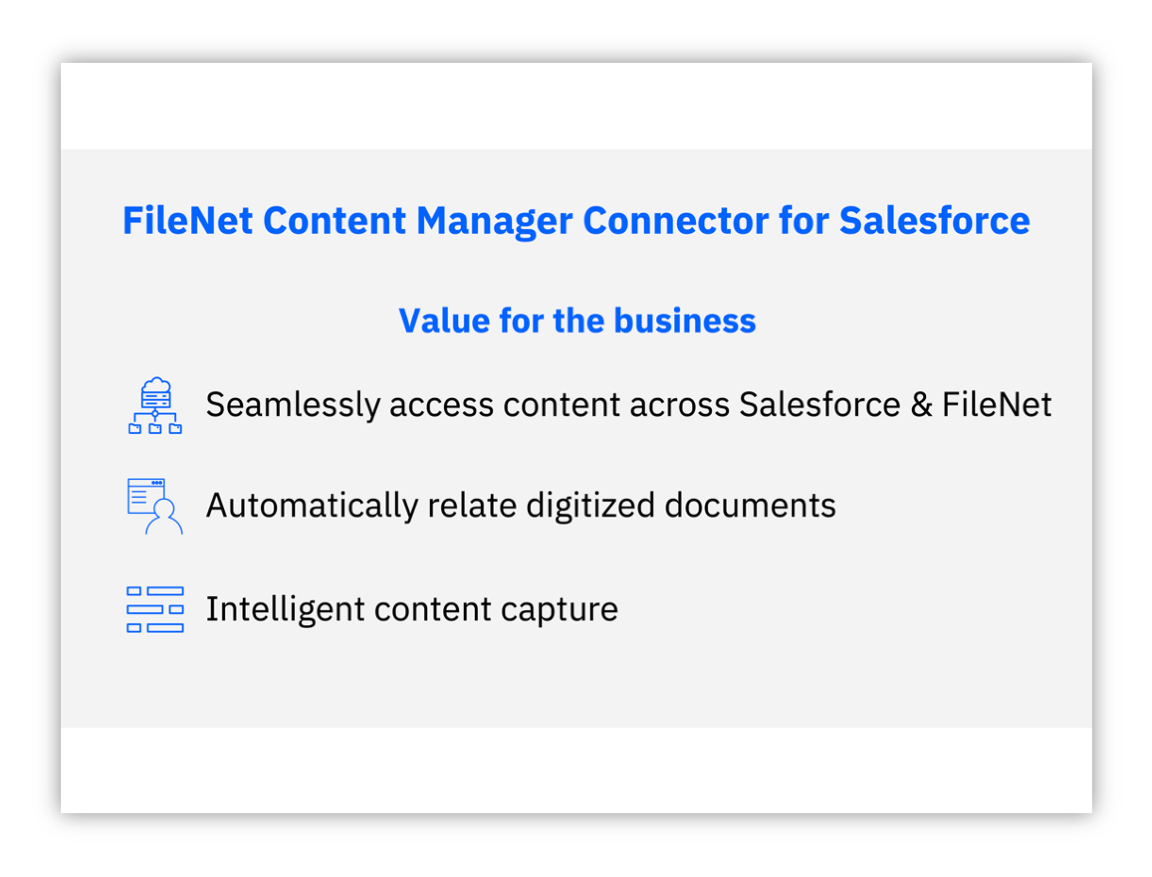 FileNet Content Manager Connector for Salesforce
Value for the business
Seamlessly access content across Salesforce & FileNet
Automatically relate digitized documents
Intelligent content capture